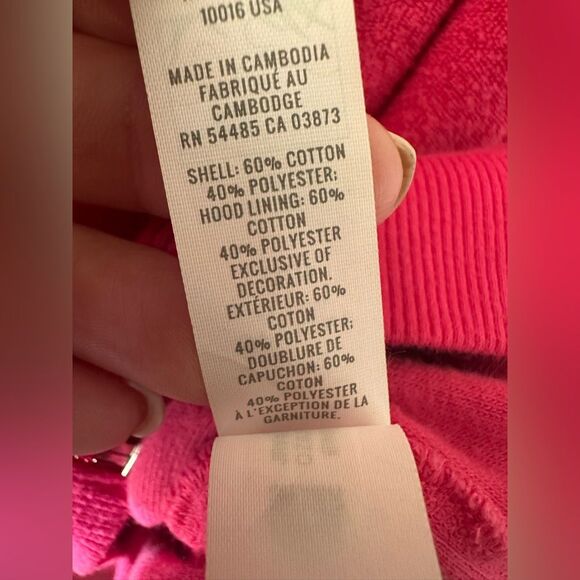 10016 USA
MADE IN CAMBODIA
FABRIQUÉ AU
CAMBODGE
RN 54485 CA 03873
SHELL: 60% COTTON
40% POLYESTER;
HOOD LINING: 60%
COTTON
40% POLYESTER
EXCLUSIVE OF
DECORATION.
EXTÉRIEUR: 60%
COTON
40% POLYESTER;
DOUBLURE DE
CAPUCHON: 60%
COTON
40% POLYESTER
À L'EXCEPTION DE LA
GARNITURE.